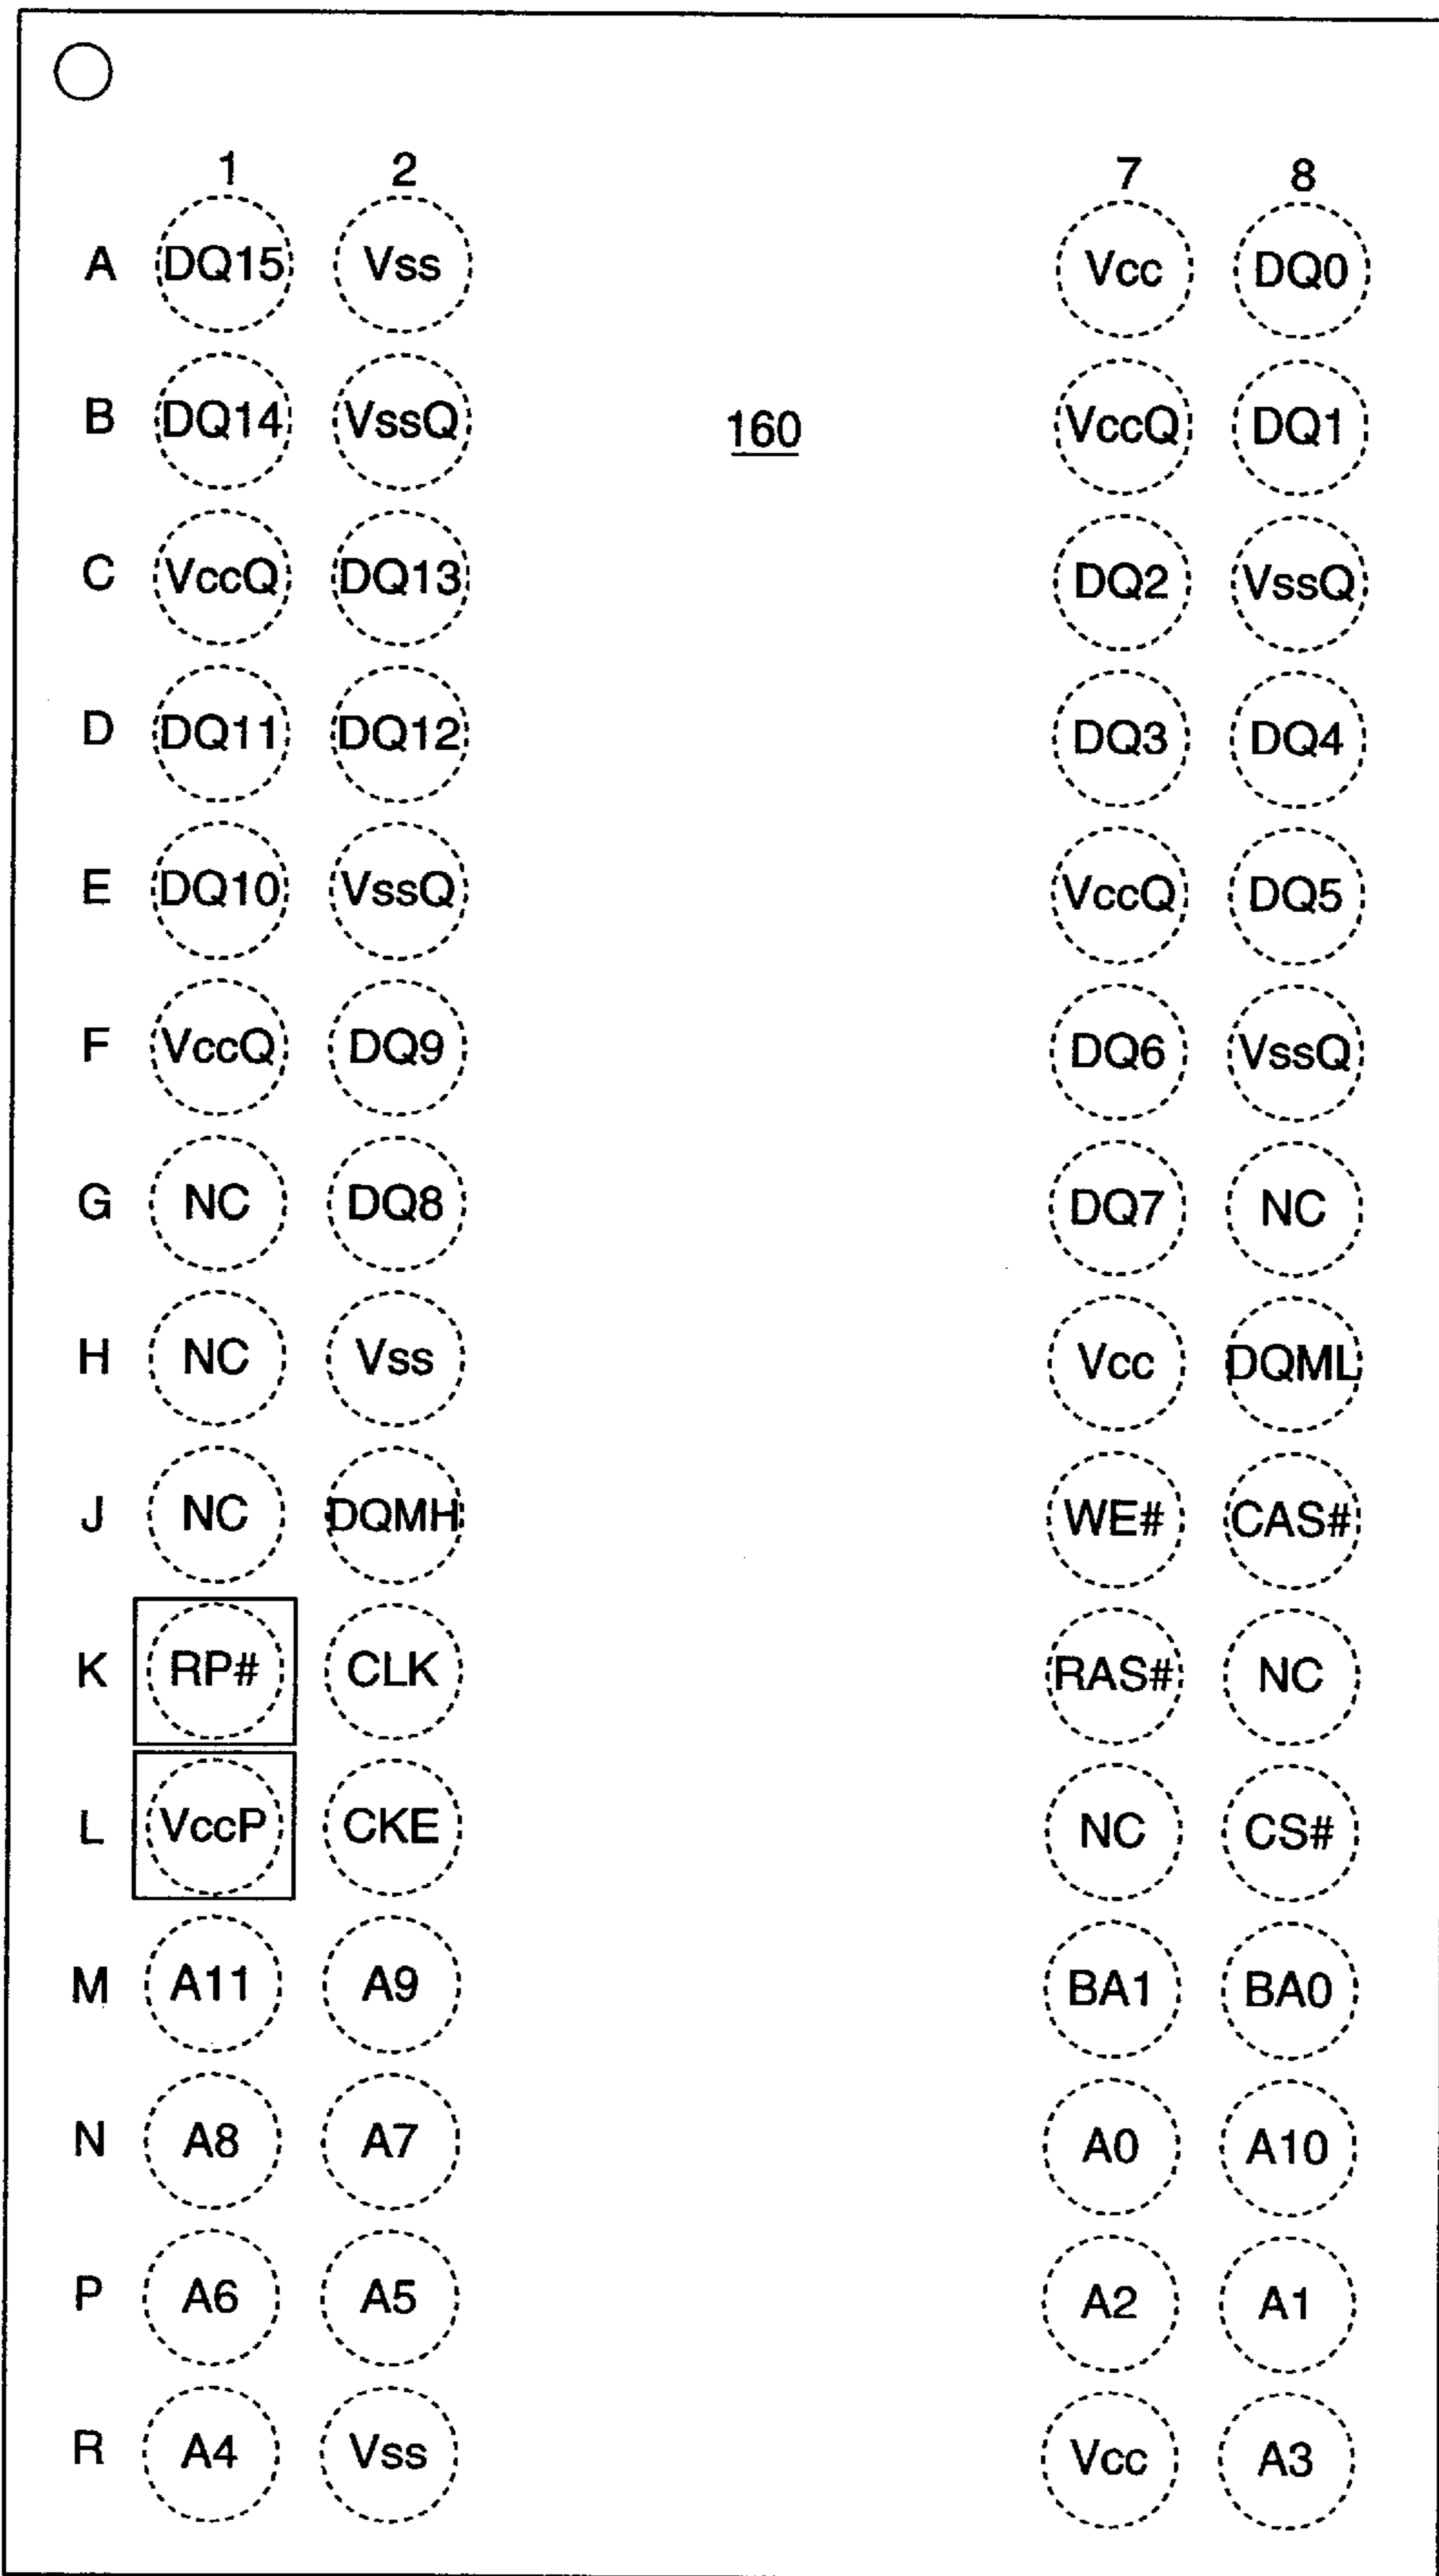 1 2 7 8
A DQ15 Vss Vcc DQ0
B DQ14 VssQ 160 VccQ DQ1
C VccQ DQ13 DQ2 VssQ
D DQ11 DQ12 DQ3 DQ4
E DQ10 VssQ VccQ DQ5
F VccQ DQ9 DQ6 VssQ
G NC DQ8 DQ7 NC
H NC Vss Vcc DQML
J NC DQMH WE# CAS#
K RP# CLK RAS# NC
L VccP CKE NC CS#
M A11 A9 BA1 BA0
N A8 A7 A0 A10
P A6 A5 A2 A1
R A4 Vss Vcc A3